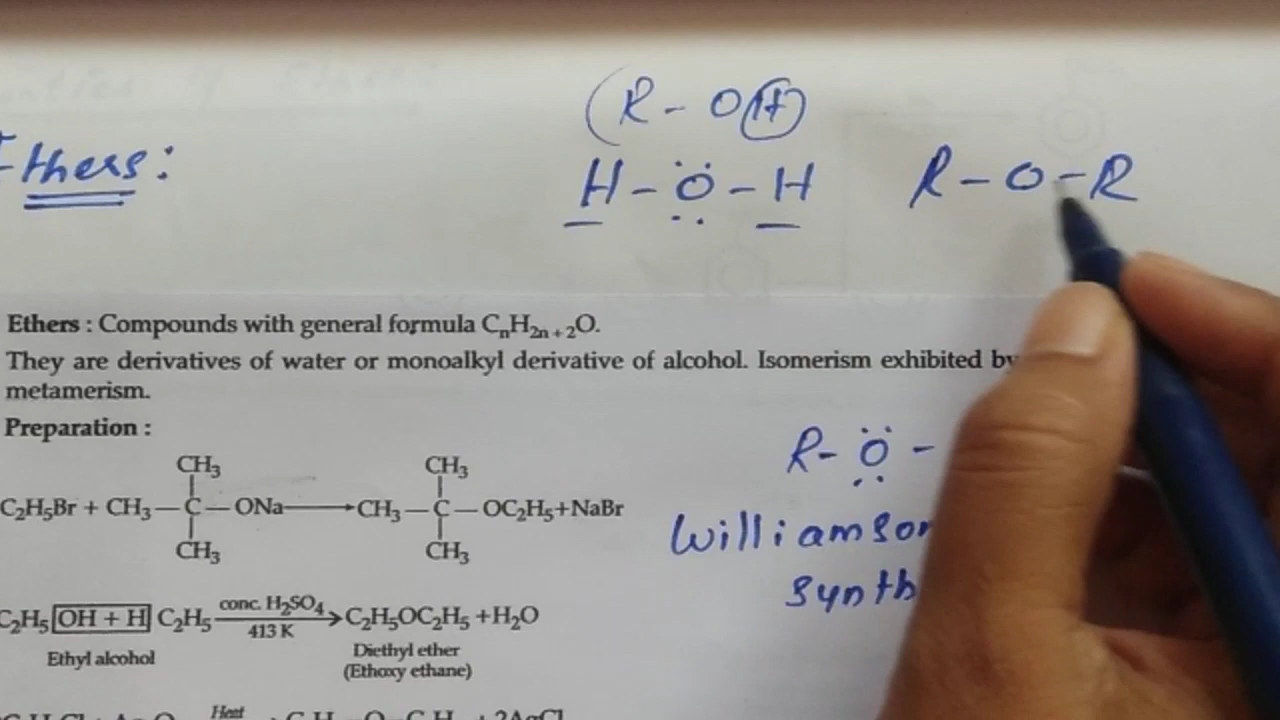 (R - OH)
Ethers:
H - Ö - H R - O - R
Ethers : Compounds with general formula CₙH₂ₙ₊₂O.
They are derivatives of water or monoalkyl derivative of alcohol. Isomerism exhibited by
metamerism.
Preparation :
R - Ö -
CH₃ CH₃
C₂H₅Br + CH₃ — C — ONa ⟶ CH₃ — C — OC₂H₅ + NaBr
CH₃ CH₃
Williamson
Synth
conc. H₂SO₄
C₂H₅ OH + H C₂H₅ ⟶ C₂H₅OC₂H₅ + H₂O
413 K
Ethyl alcohol Diethyl ether
(Ethoxy ethane)
Heat